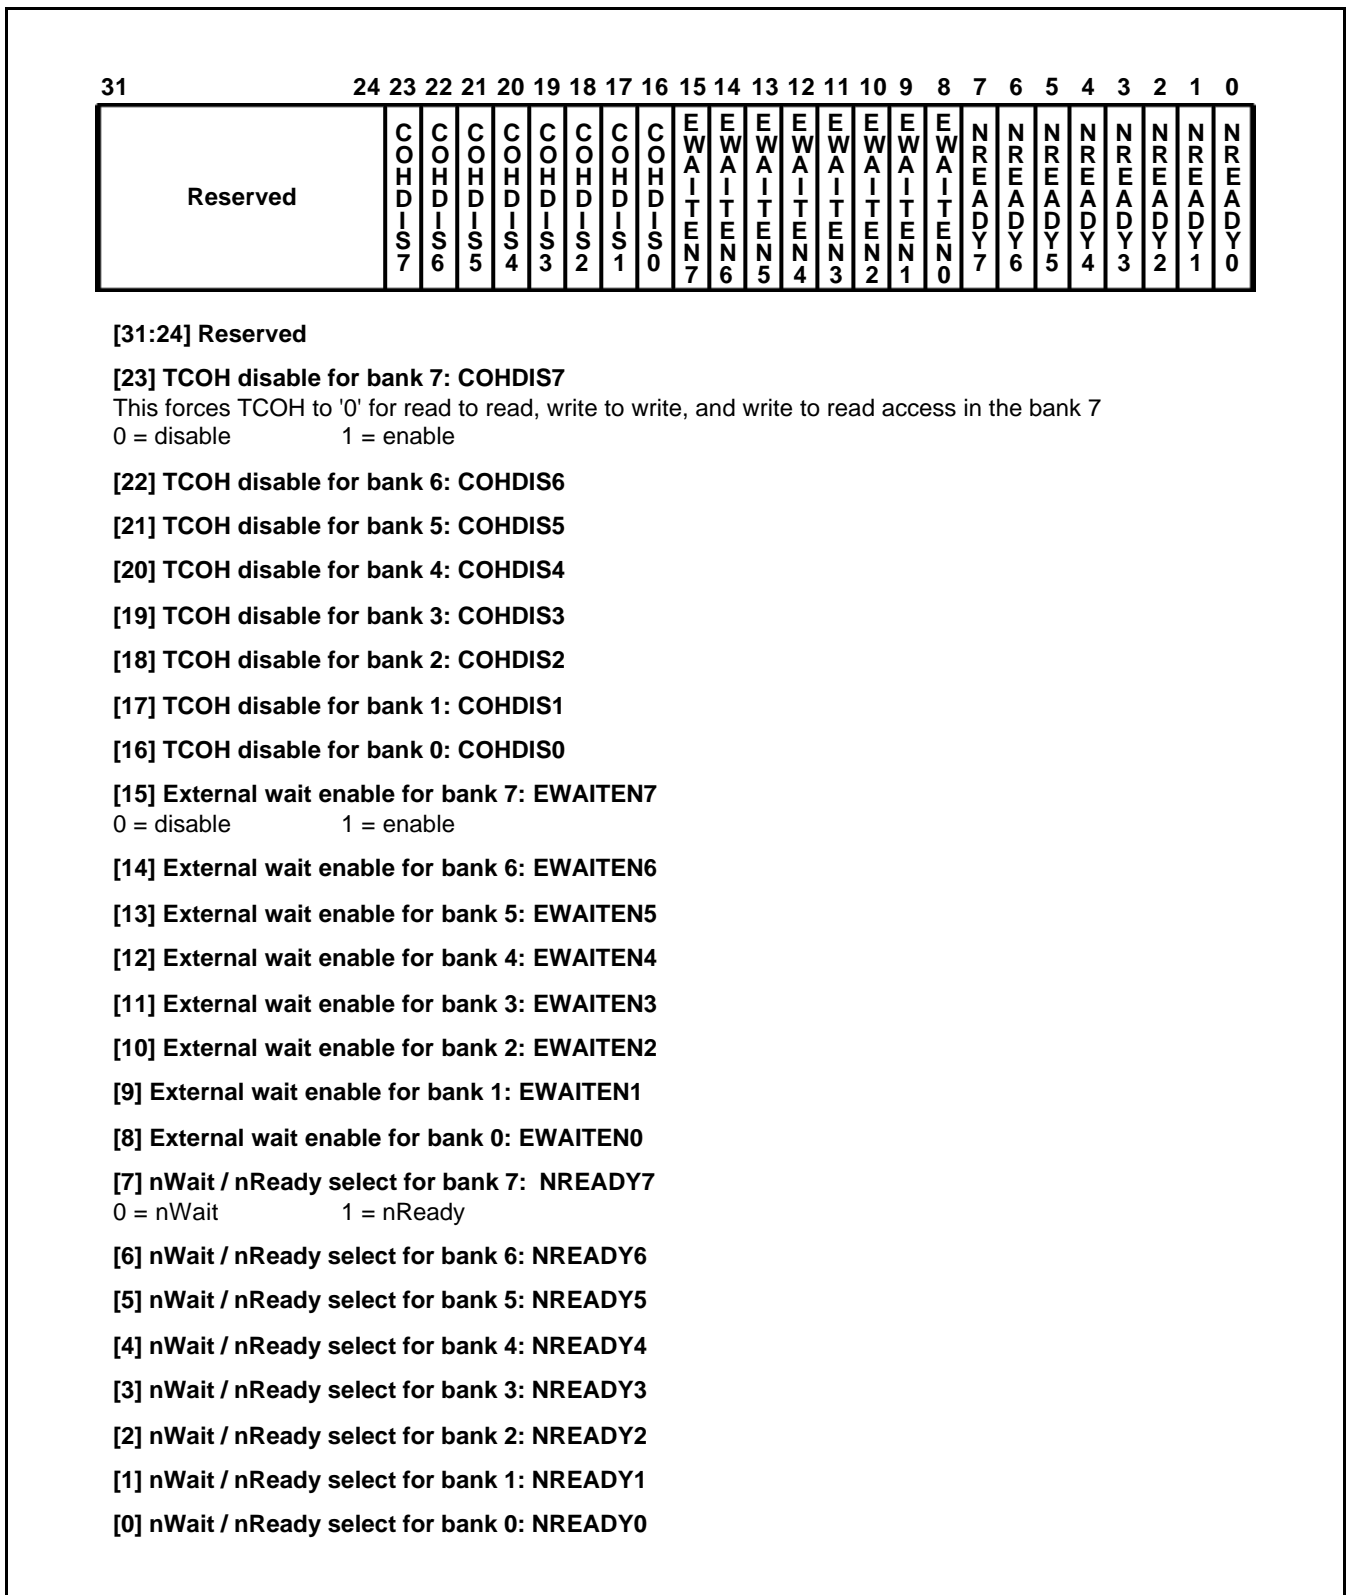 31 24 23 22 21 20 19 18 17 16 15 14 13 12 11 10 9 8 7 6 5 4 3 2 1 0
Reserved COHDIS7 COHDIS6 COHDIS5 COHDIS4 COHDIS3 COHDIS2 COHDIS1 COHDIS0 EWAITEN7 EWAITEN6 EWAITEN5 EWAITEN4 EWAITEN3 EWAITEN2 EWAITEN1 EWAITEN0 NREADY7 NREADY6 NREADY5 NREADY4 NREADY3 NREADY2 NREADY1 NREADY0
[31:24] Reserved
[23] TCOH disable for bank 7: COHDIS7
This forces TCOH to '0' for read to read, write to write, and write to read access in the bank 7
0 = disable 1 = enable
[22] TCOH disable for bank 6: COHDIS6
[21] TCOH disable for bank 5: COHDIS5
[20] TCOH disable for bank 4: COHDIS4
[19] TCOH disable for bank 3: COHDIS3
[18] TCOH disable for bank 2: COHDIS2
[17] TCOH disable for bank 1: COHDIS1
[16] TCOH disable for bank 0: COHDIS0
[15] External wait enable for bank 7: EWAITEN7
0 = disable 1 = enable
[14] External wait enable for bank 6: EWAITEN6
[13] External wait enable for bank 5: EWAITEN5
[12] External wait enable for bank 4: EWAITEN4
[11] External wait enable for bank 3: EWAITEN3
[10] External wait enable for bank 2: EWAITEN2
[9] External wait enable for bank 1: EWAITEN1
[8] External wait enable for bank 0: EWAITEN0
[7] nWait / nReady select for bank 7: NREADY7
0 = nWait 1 = nReady
[6] nWait / nReady select for bank 6: NREADY6
[5] nWait / nReady select for bank 5: NREADY5
[4] nWait / nReady select for bank 4: NREADY4
[3] nWait / nReady select for bank 3: NREADY3
[2] nWait / nReady select for bank 2: NREADY2
[1] nWait / nReady select for bank 1: NREADY1
[0] nWait / nReady select for bank 0: NREADY0